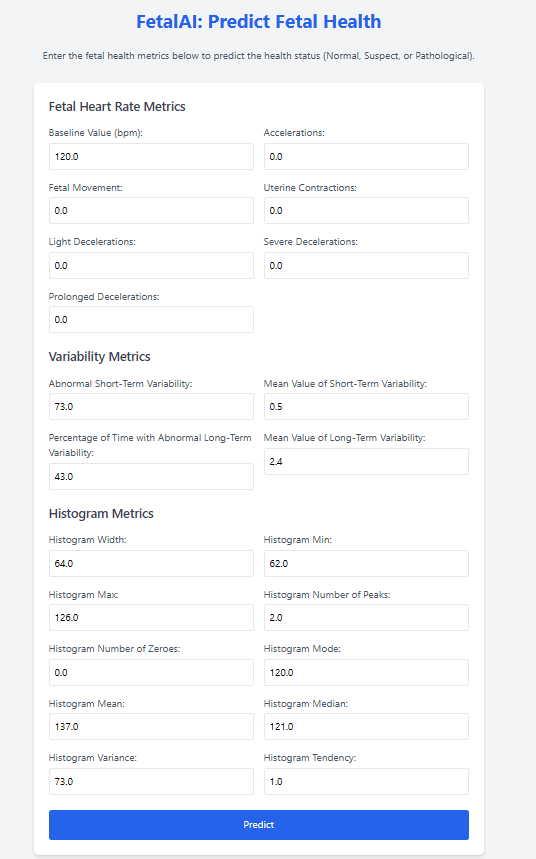 FetalAI: Predict Fetal Health
Enter the fetal health metrics below to predict the health status (Normal, Suspect, or Pathological).
Fetal Heart Rate Metrics
Baseline Value (bpm):
120.0
Accelerations:
0.0
Fetal Movement:
0.0
Uterine Contractions:
0.0
Light Decelerations:
0.0
Severe Decelerations:
0.0
Prolonged Decelerations:
0.0
Variability Metrics
Abnormal Short-Term Variability:
73.0
Mean Value of Short-Term Variability:
0.5
Percentage of Time with Abnormal Long-Term
Variability:
43.0
Mean Value of Long-Term Variability:
2.4
Histogram Metrics
Histogram Width:
64.0
Histogram Min:
62.0
Histogram Max:
126.0
Histogram Number of Peaks:
2.0
Histogram Number of Zeroes:
0.0
Histogram Mode:
120.0
Histogram Mean:
137.0
Histogram Median:
121.0
Histogram Variance:
73.0
Histogram Tendency:
1.0
Predict